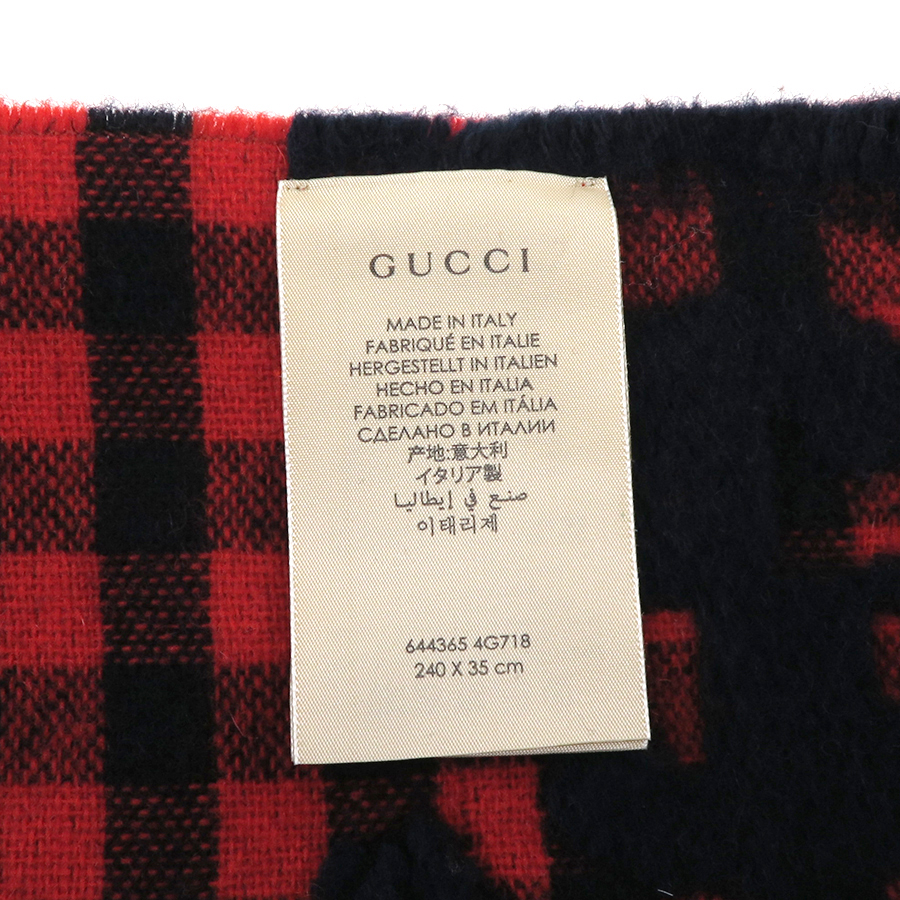 GUCCI
MADE IN ITALY
FABRIQUÉ EN ITALIE
HERGESTELLT IN ITALIEN
HECHO EN ITALIA
FABRICADO EM ITÁLIA
СДЕЛАНО В ИТАЛИИ
产地:意大利
イタリア製
صنع في إيطاليا
이태리제
644365 4G718
240 X 35 cm